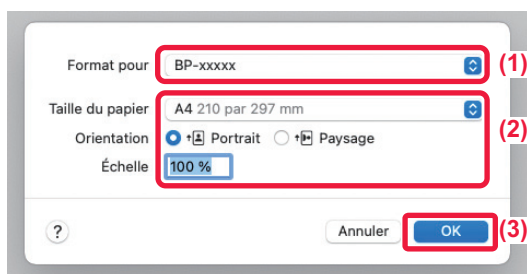 Format pour BP-xxxxx (1)
Taille du papier A4 210 par 297 mm
Orientation Portrait Paysage (2)
Échelle 100 %
? Annuler OK (3)